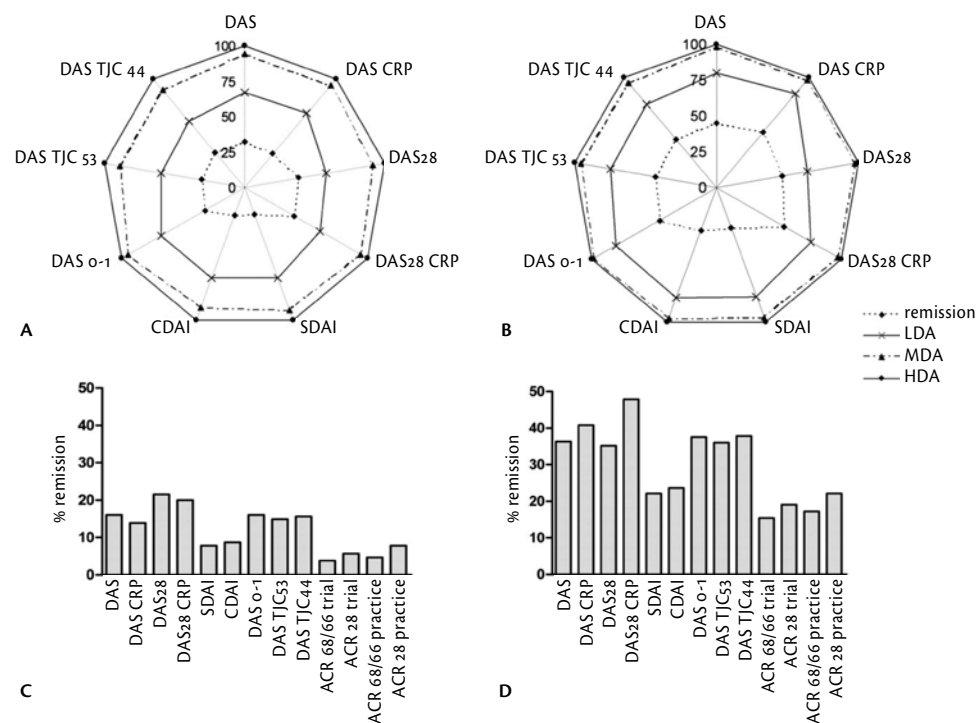 DAS
100
DAS CRP
75
50
25
0
DAS28
DAS28 CRP
SDAI
CDAI
DAS 0-1
DAS TJC 53
DAS TJC 44
A
DAS
100
DAS CRP
75
50
25
0
DAS28
DAS28 CRP
SDAI
CDAI
DAS 0-1
DAS TJC 53
DAS TJC 44
B
remission
LDA
MDA
HDA
% remission
50
40
30
20
10
0
DAS
DAS CRP
DAS28
DAS28 CRP
SDAI
CDAI
DAS 0-1
DAS TJC53
DAS TJC44
ACR 68/66 trial
ACR 28 trial
ACR 68/66 practice
ACR 28 practice
C
% remission
50
40
30
20
10
0
DAS
DAS CRP
DAS28
DAS28 CRP
SDAI
CDAI
DAS 0-1
DAS TJC53
DAS TJC44
ACR 68/66 trial
ACR 28 trial
ACR 68/66 practice
ACR 28 practice
D